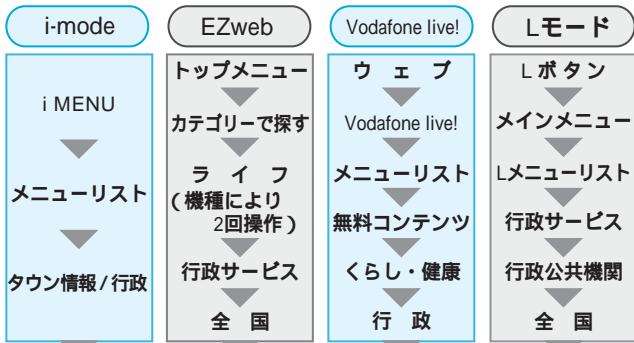 i-mode
i MENU
メニューリスト
タウン情報/行政
EZweb
トップメニュー
カテゴリーで探す
ライフ
(機種により
2回操作)
行政サービス
全国
Vodafone live!
ウェブ
Vodafone live!
メニューリスト
無料コンテンツ
くらし・健康
行政
Lモード
Lボタン
メインメニュー
Lメニューリスト
行政サービス
行政公共機関
全国